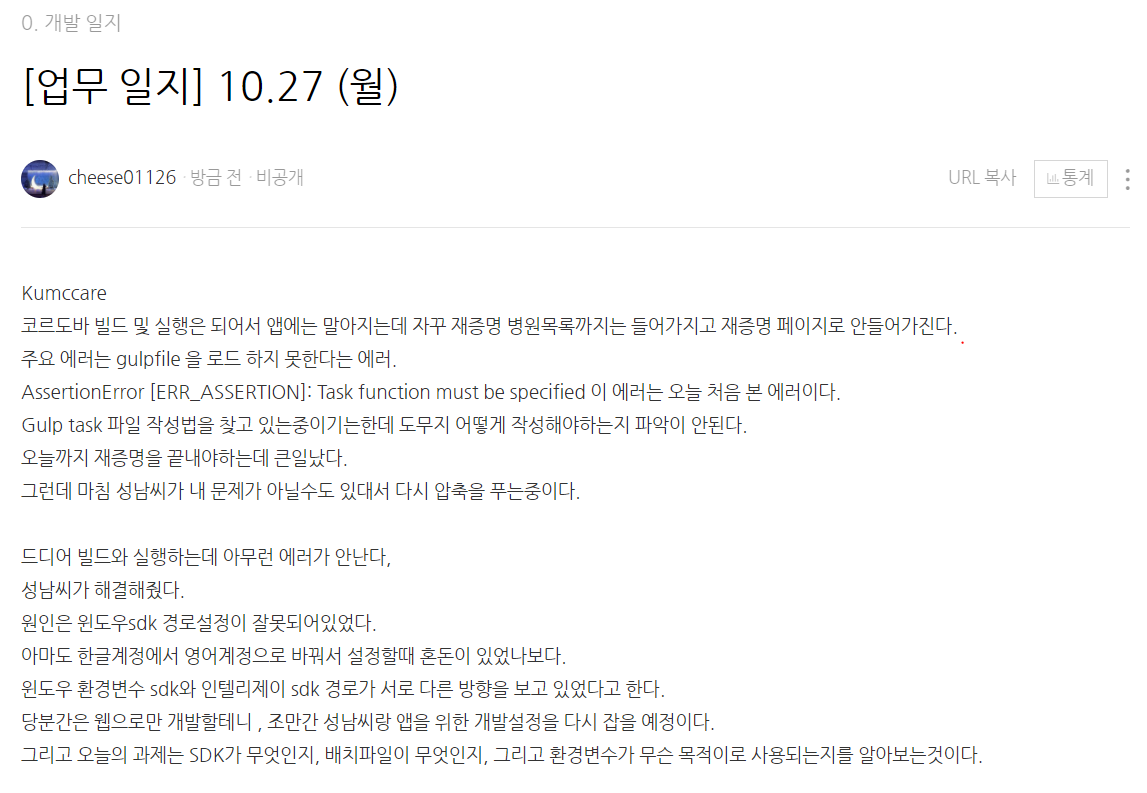 0. 개발 일지
[업무 일지] 10.27 (월)
cheese01126 · 방금 전 · 비공개
URL 복사 통계
Kumccare
코르도바 빌드 및 실행은 되어서 앱에는 말아지는데 자꾸 재증명 병원목록까지는 들어가지고 재증명 페이지로 안들어가진다.
주요 에러는 gulpfile 을 로드 하지 못한다는 에러.
AssertionError [ERR_ASSERTION]: Task function must be specified 이 에러는 오늘 처음 본 에러이다.
Gulp task 파일 작성법을 찾고 있는중이기는한데 도무지 어떻게 작성해야하는지 파악이 안된다.
오늘까지 재증명을 끝내야하는데 큰일났다.
그런데 마침 성남씨가 내 문제가 아닐수도 있대서 다시 압축을 푸는중이다.
드디어 빌드와 실행하는데 아무런 에러가 안난다,
성남씨가 해결해줬다.
원인은 윈도우sdk 경로설정이 잘못되어있었다.
아마도 한글계정에서 영어계정으로 바꿔서 설정할때 혼돈이 있었나보다.
윈도우 환경변수 sdk와 인텔리제이 sdk 경로가 서로 다른 방향을 보고 있었다고 한다.
당분간은 웹으로만 개발할테니 , 조만간 성남씨랑 앱을 위한 개발설정을 다시 잡을 예정이다.
그리고 오늘의 과제는 SDK가 무엇인지, 배치파일이 무엇인지, 그리고 환경변수가 무슨 목적이로 사용되는지를 알아보는것이다.